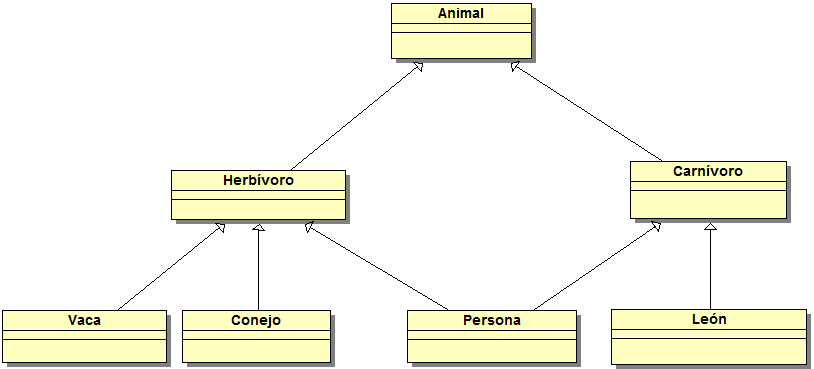 Animal
Herbívoro
Carnívoro
Vaca
Conejo
Persona
León